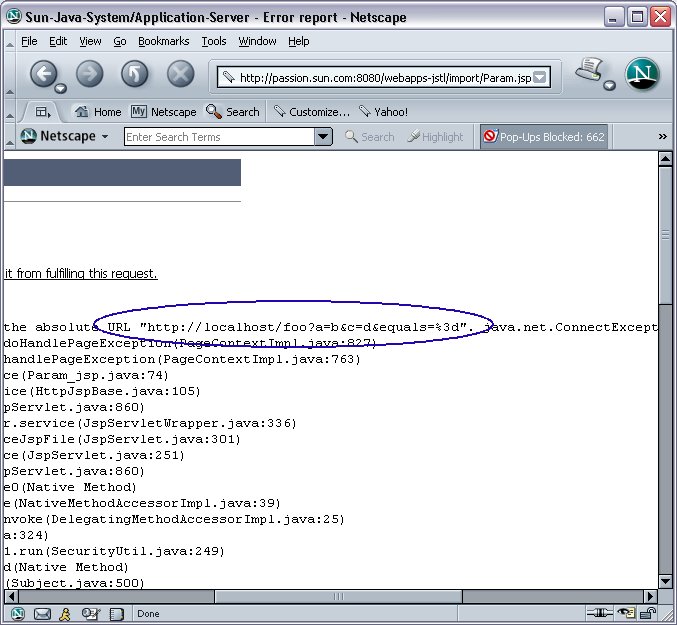 Sun-Java-System/Application-Server - Error report - Netscape
File Edit View Go Bookmarks Tools Window Help
http://passion.sun.com:8080/webapps-jstl/import/Param.jsp
Home My Netscape Search Customize... Yahoo!
Netscape Enter Search Terms Search Highlight Pop-Ups Blocked: 662 »
it from fulfilling this request.
the absolute URL "http://localhost/foo?a=b&c=d&equals=%3d". java.net.ConnectExcept
doHandlePageException(PageContextImpl.java:827)
handlePageException(PageContextImpl.java:763)
ce(Param_jsp.java:74)
ice(HttpJspBase.java:105)
pServlet.java:860)
r.service(JspServletWrapper.java:336)
ceJspFile(JspServlet.java:301)
ce(JspServlet.java:251)
pServlet.java:860)
e0(Native Method)
e(NativeMethodAccessorImpl.java:39)
nvoke(DelegatingMethodAccessorImpl.java:25)
a:324)
1.run(SecurityUtil.java:249)
d(Native Method)
(Subject.java:500)
Done